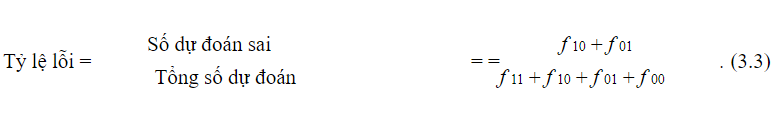 Số dự đoán sai f10 + f01
Tỷ lệ lỗi = = = . (3.3)
Tổng số dự đoán f11 + f10 + f01 + f00